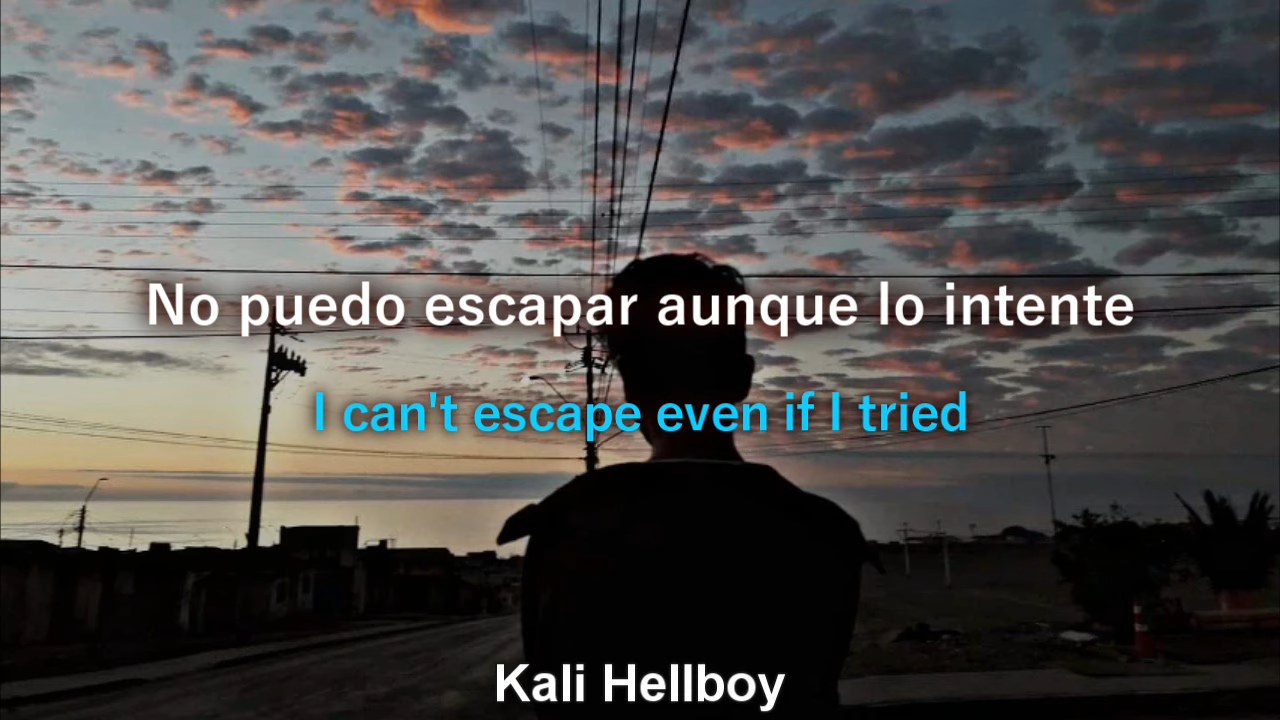 No puedo escapar aunque lo intente
I can't escape even if I tried
Kali Hellboy